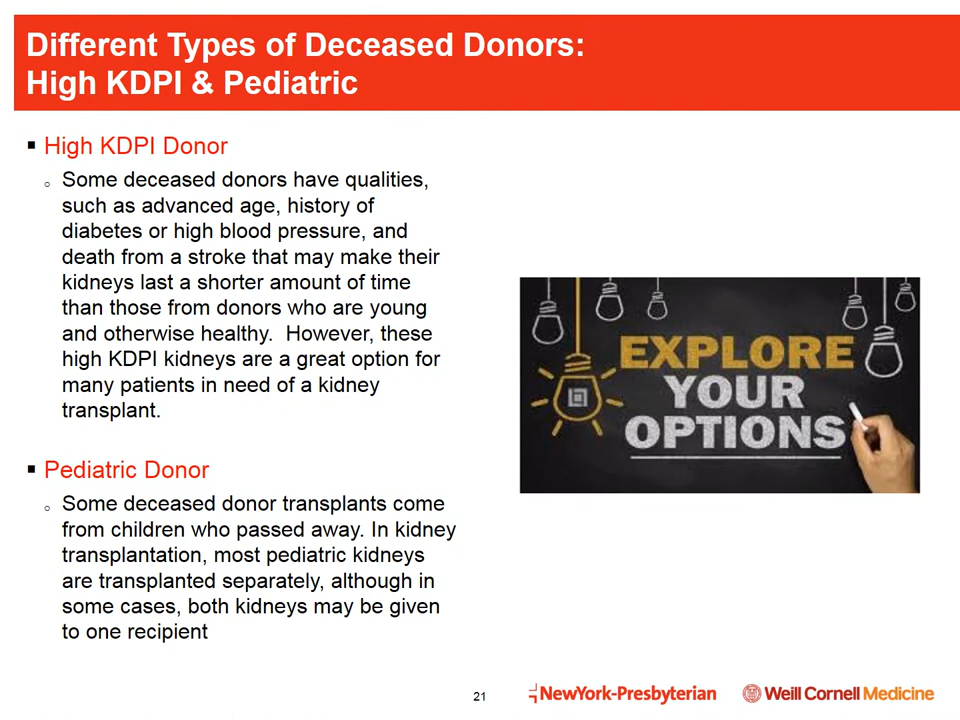 Different Types of Deceased Donors:
High KDPI & Pediatric
▪ High KDPI Donor
○ Some deceased donors have qualities,
such as advanced age, history of
diabetes or high blood pressure, and
death from a stroke that may make their
kidneys last a shorter amount of time
than those from donors who are young
and otherwise healthy.  However, these
high KDPI kidneys are a great option for
many patients in need of a kidney
transplant.
▪ Pediatric Donor
○ Some deceased donor transplants come
from children who passed away. In kidney
transplantation, most pediatric kidneys
are transplanted separately, although in
some cases, both kidneys may be given
to one recipient
EXPLORE
YOUR
OPTIONS
21
NewYork-Presbyterian
Weill Cornell Medicine